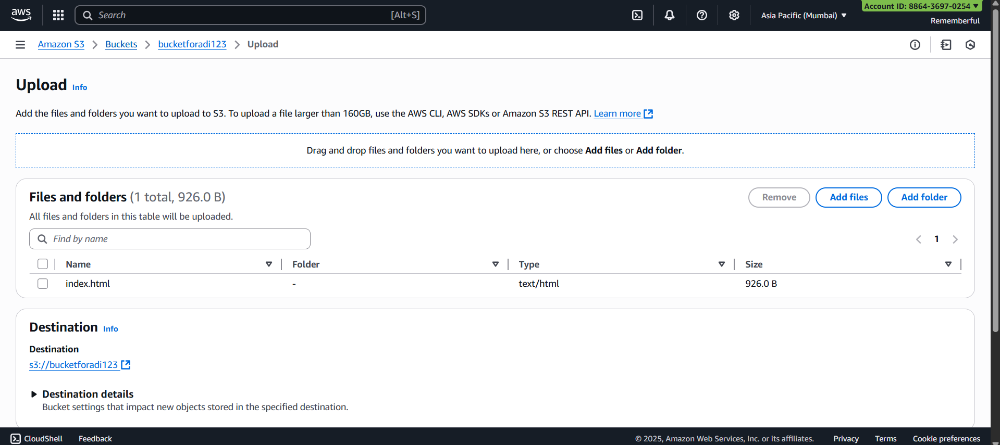 aws
Search [Alt+S]
Asia Pacific (Mumbai)
Account ID: 8864-3697-0254
Rememberful
Amazon S3 Buckets bucketforadi123 Upload
Upload Info
Add the files and folders you want to upload to S3. To upload a file larger than 160GB, use the AWS CLI, AWS SDKs or Amazon S3 REST API. Learn more
Drag and drop files and folders you want to upload here, or choose Add files or Add folder.
Files and folders (1 total, 926.0 B)
Remove Add files Add folder
All files and folders in this table will be uploaded.
Find by name
1
Name Folder Type Size
index.html - text/html 926.0 B
Destination Info
Destination
s3://bucketforadi123
Destination details
Bucket settings that impact new objects stored in the specified destination.
CloudShell Feedback © 2025, Amazon Web Services, Inc. or its affiliates. Privacy Terms Cookie preferences